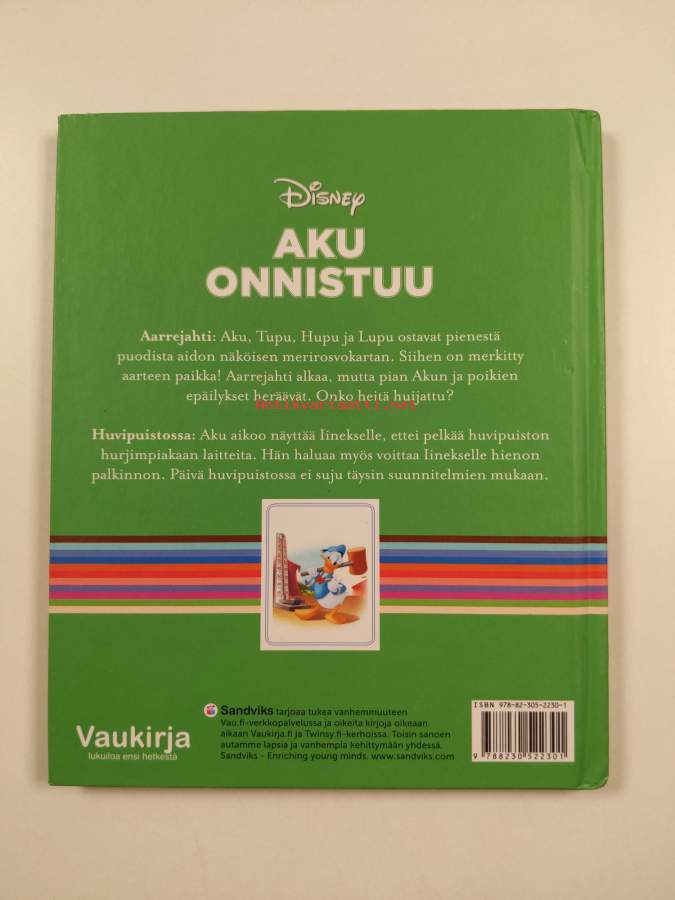 Disney
AKU
ONNISTUU
Aarrejahti: Aku, Tupu, Hupu ja Lupu ostavat pienestä
puodista aidon näköisen merirosvokartan. Siihen on merkitty
aarteen paikka! Aarrejahti alkaa, mutta pian Akun ja poikien
epäilykset heräävät. Onko heitä huijattu?
Antikvariaatti.net
Huvipuistossa: Aku aikoo näyttää Iinekselle, ettei pelkää huvipuiston
hurjimpiakaan laitteita. Hän haluaa myös voittaa Iinekselle hienon
palkinnon. Päivä huvipuistossa ei suju täysin suunnitelmien mukaan.
Vaukirja
lukuiloa ensi hetkestä
Sandviks tarjoaa tukea vanhemmuuteen
Vau.fi-verkkopalvelussa ja oikeita kirjoja oikeaan
aikaan Vaukirja.fi ja Twinsy.fi-kerhoissa. Toisin sanoen
autamme lapsia ja vanhempia kehittymään yhdessä.
Sandviks - Enriching young minds. www.sandviks.com
ISBN 978-82-305-2230-1
9 788230 522301